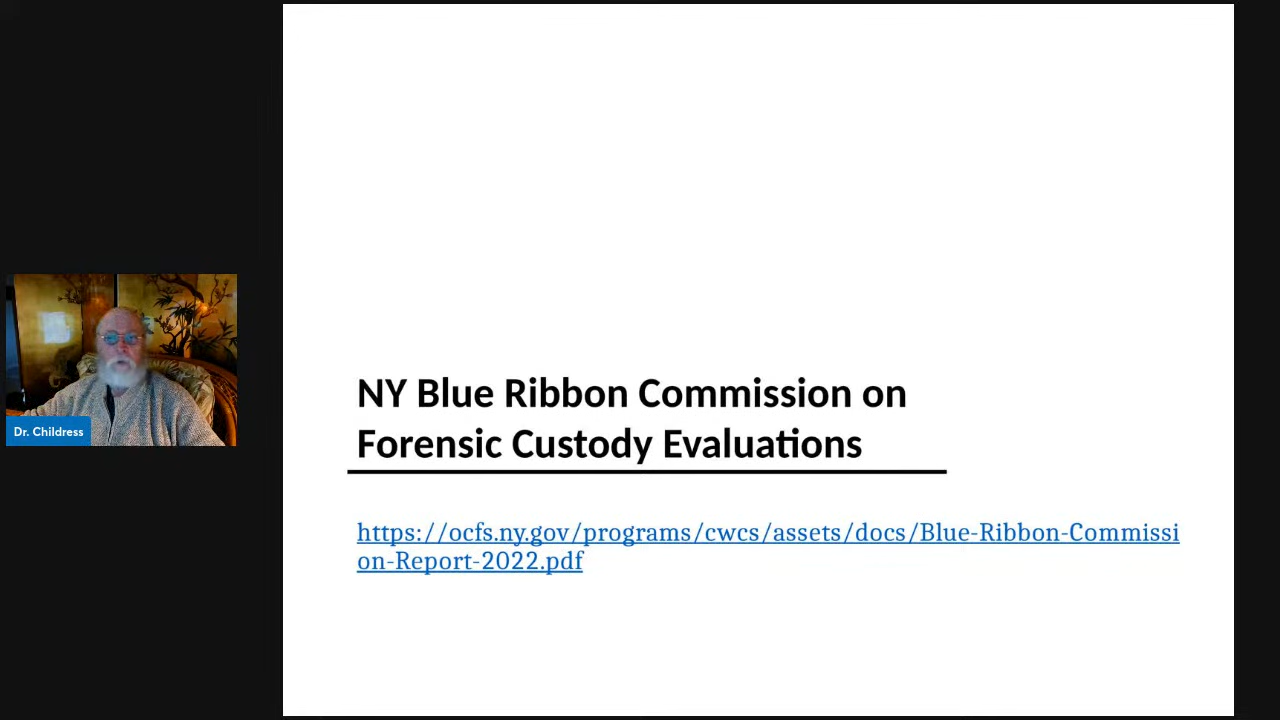 NY Blue Ribbon Commission on
Forensic Custody Evaluations
https://ocfs.ny.gov/programs/cwcs/assets/docs/Blue-Ribbon-Commissi
on-Report-2022.pdf
Dr. Childress